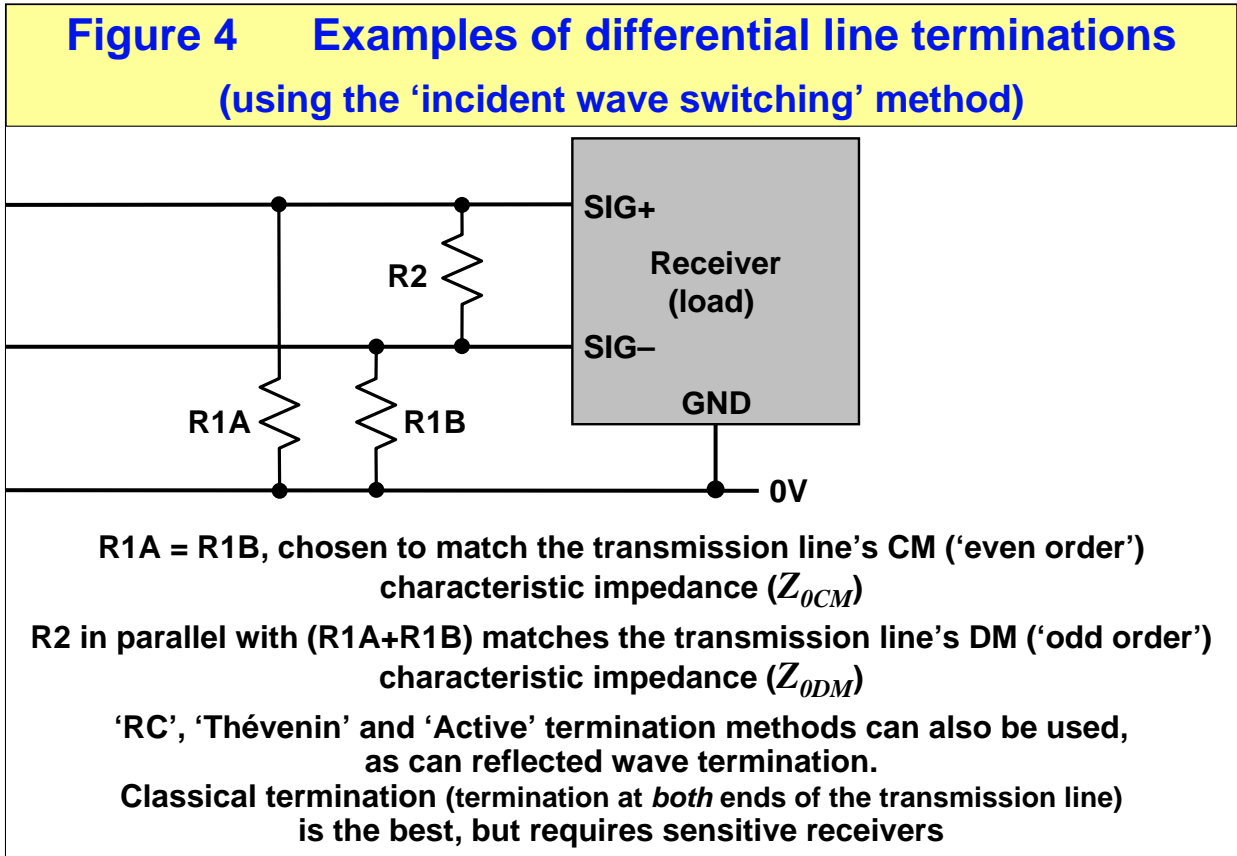 Figure 4 Examples of differential line terminations
(using the ‘incident wave switching’ method)
SIG+
R2
Receiver
(load)
SIG–
GND
R1A
R1B
0V
R1A = R1B, chosen to match the transmission line’s CM (‘even order’)
characteristic impedance (Z0CM)
R2 in parallel with (R1A+R1B) matches the transmission line’s DM (‘odd order’)
characteristic impedance (Z0DM)
‘RC’, ‘Thévenin’ and ‘Active’ termination methods can also be used,
as can reflected wave termination.
Classical termination (termination at both ends of the transmission line)
is the best, but requires sensitive receivers